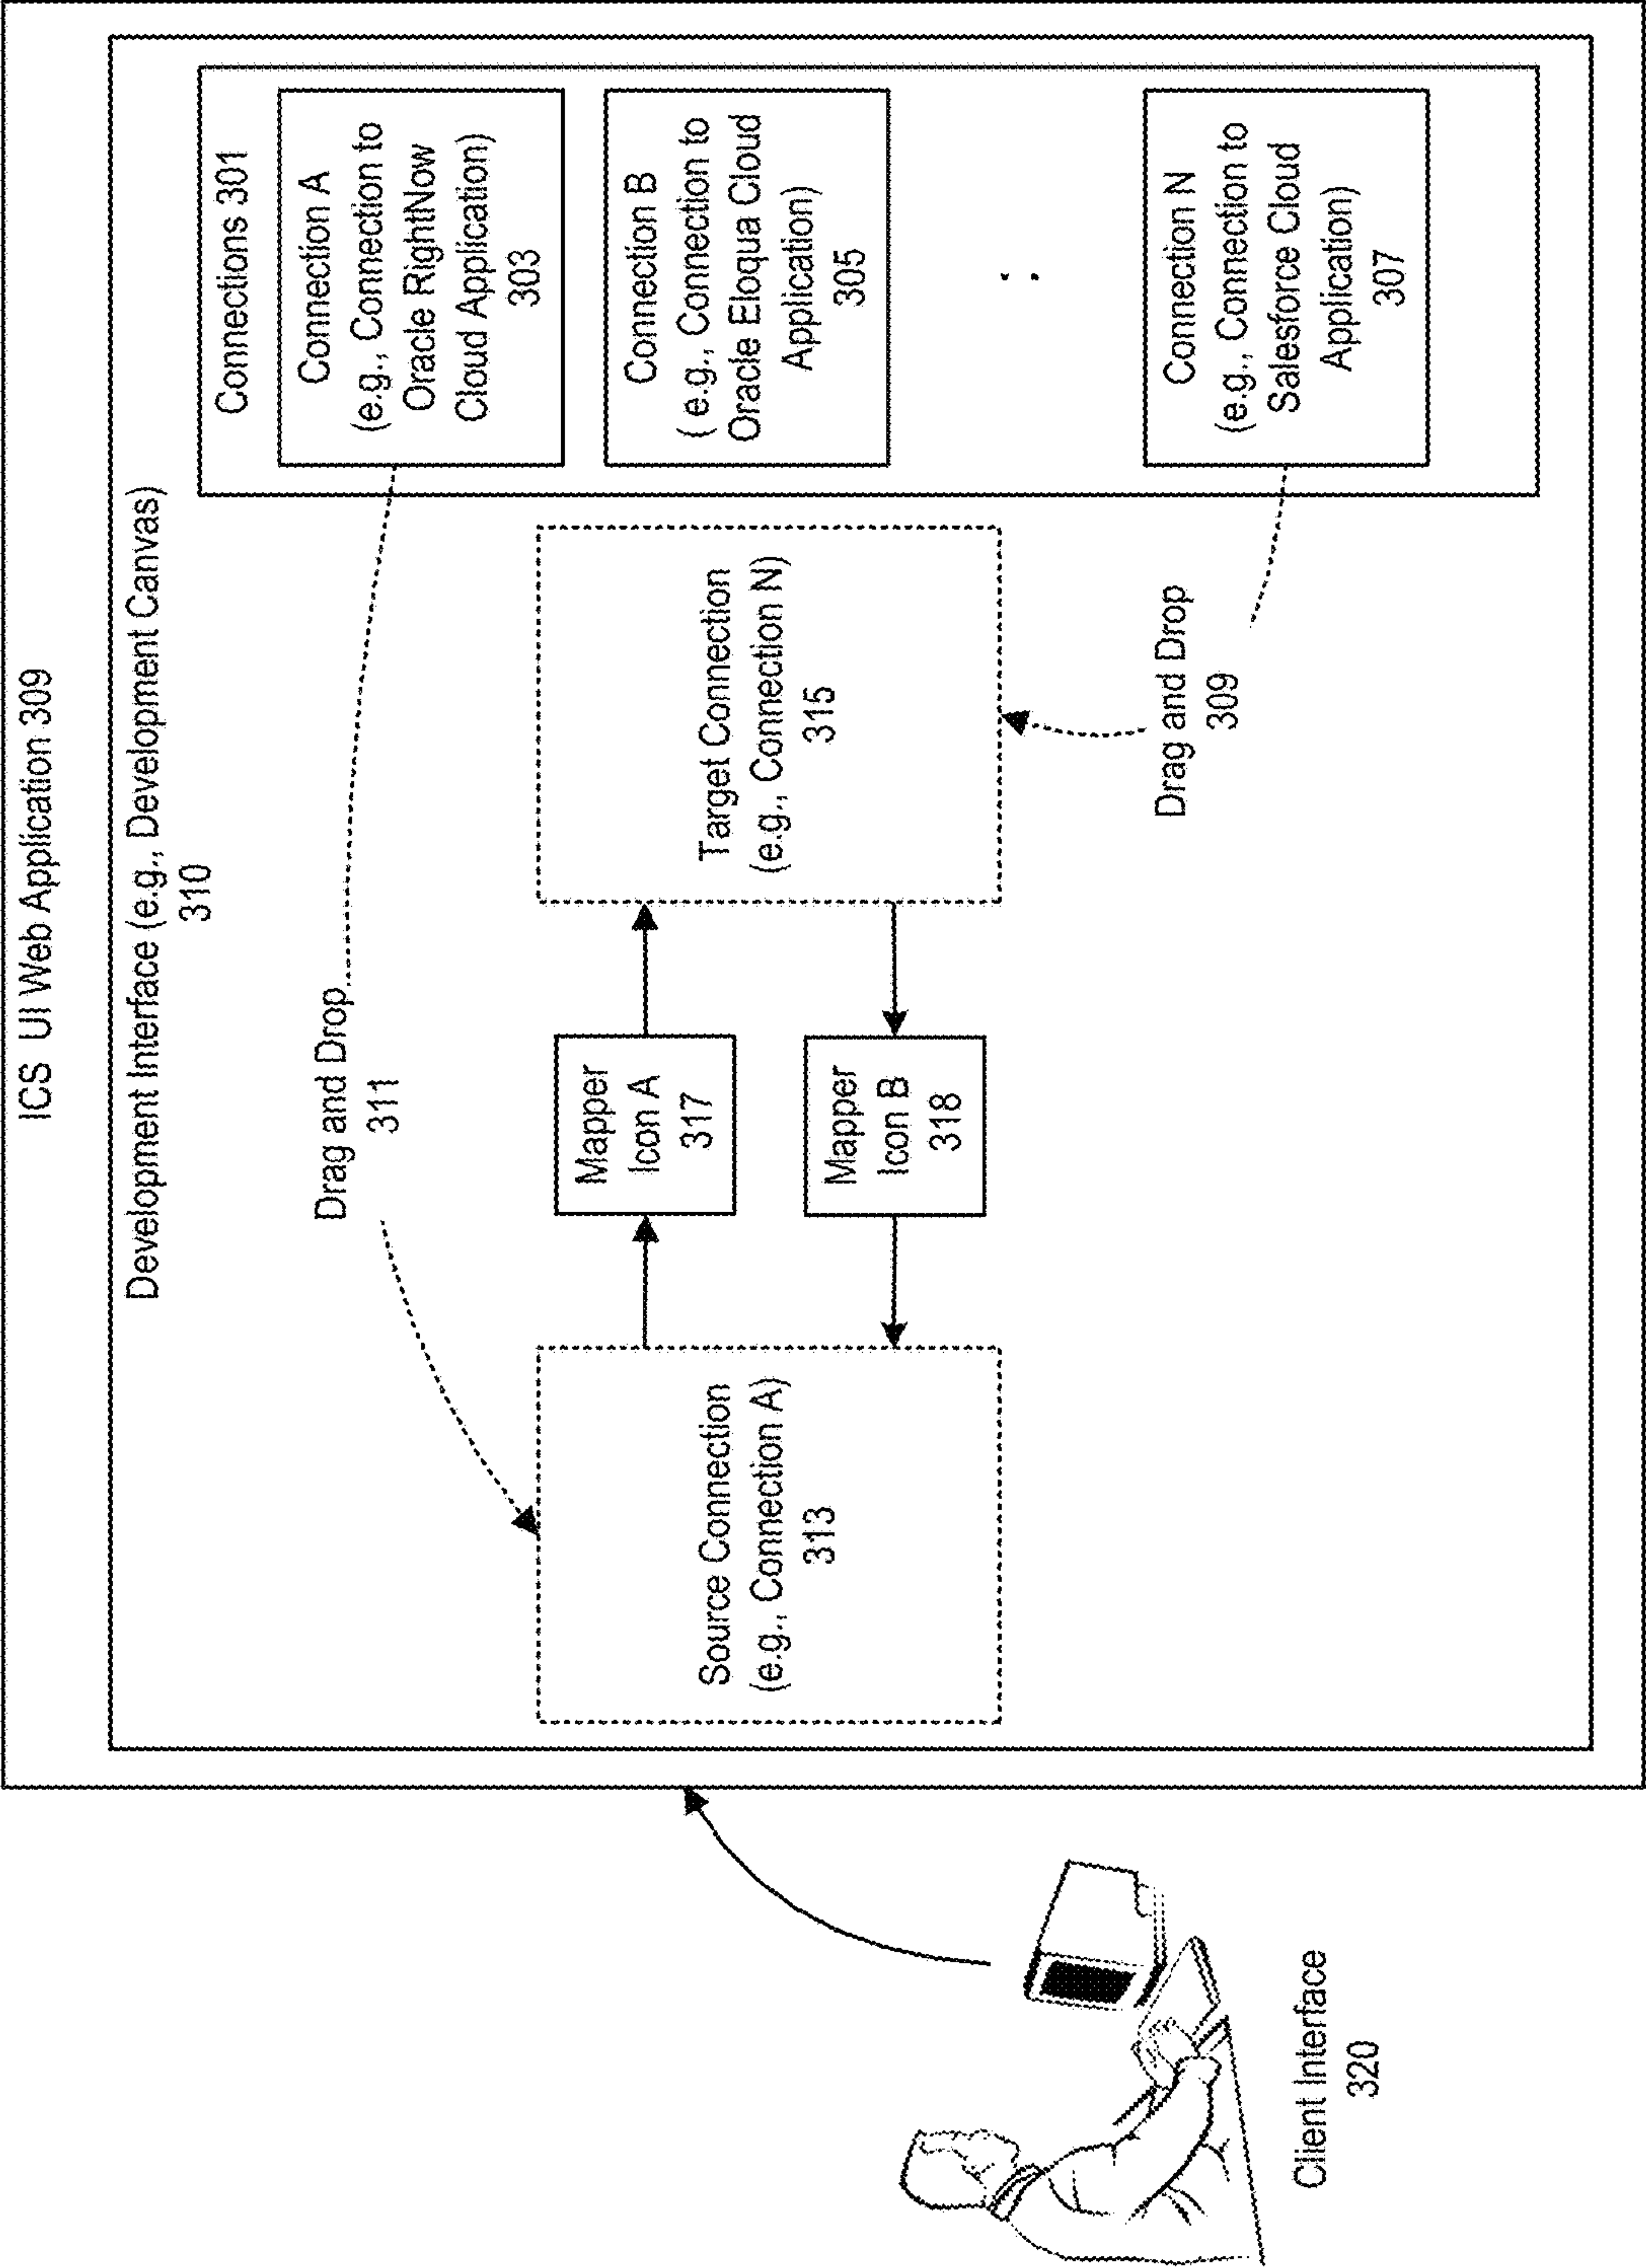 ICS UI Web Application 309
Development Interface (e.g., Development Canvas)
310
Connections 301
Connection A
(e.g., Connection to
Oracle RightNow
Cloud Application)
303
Connection B
( e.g., Connection to
Oracle Eloqua Cloud
Application)
305
Connection N
(e.g., Connection to
Salesforce Cloud
Application)
307
Drag and Drop
311
Source Connection
(e.g., Connection A)
313
Mapper
Icon A
317
Mapper
Icon B
318
Target Connection
(e.g., Connection N)
315
Drag and Drop
309
Client Interface
320